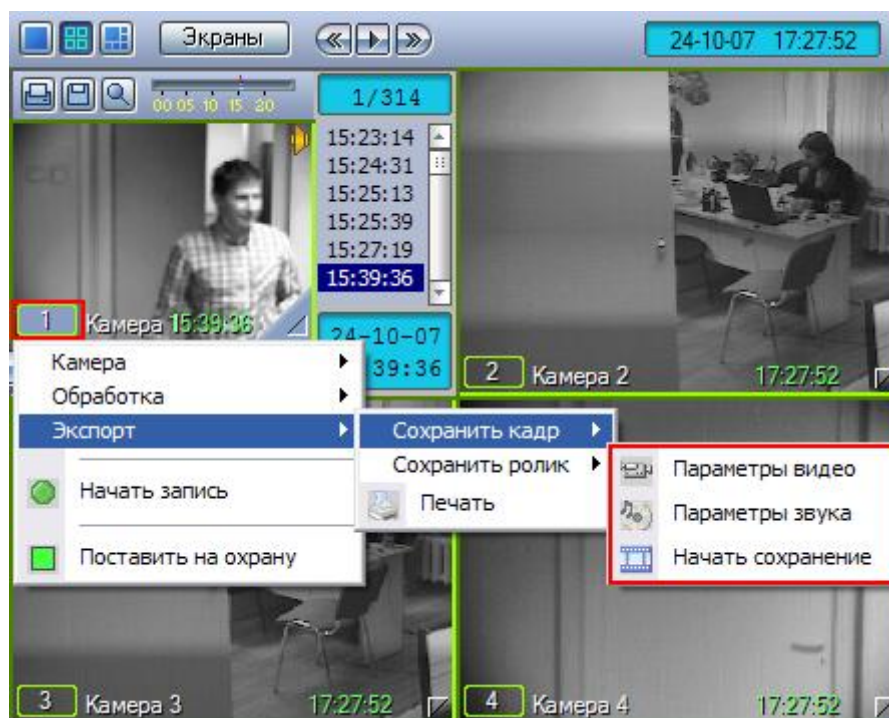 Экраны
24-10-07 17:27:52
00 05 10 15 20
1/314
15:23:14
15:24:31
15:25:13
15:25:39
15:27:19
15:39:36
1 Камера 15:39:36
24-10-07
39:36
2 Камера 2 17:27:52
Камера
Обработка
Экспорт
Начать запись
Поставить на охрану
Сохранить кадр
Сохранить ролик
Печать
Параметры видео
Параметры звука
Начать сохранение
3 Камера 3 17:27:52
4 Камера 4 17:27:52